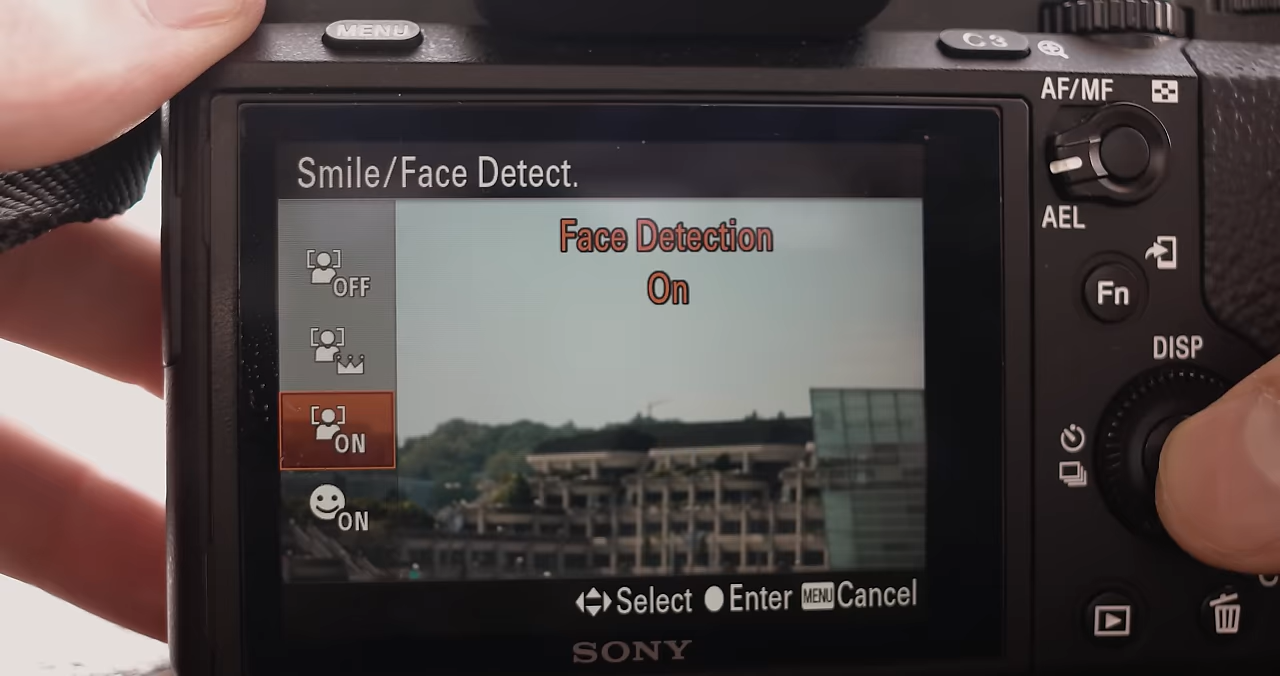 MENU
C3
AF/MF
Smile/Face Detect.
Face Detection
On
OFF
ON
ON
AEL
Fn
DISP
Select Enter MENU Cancel
SONY